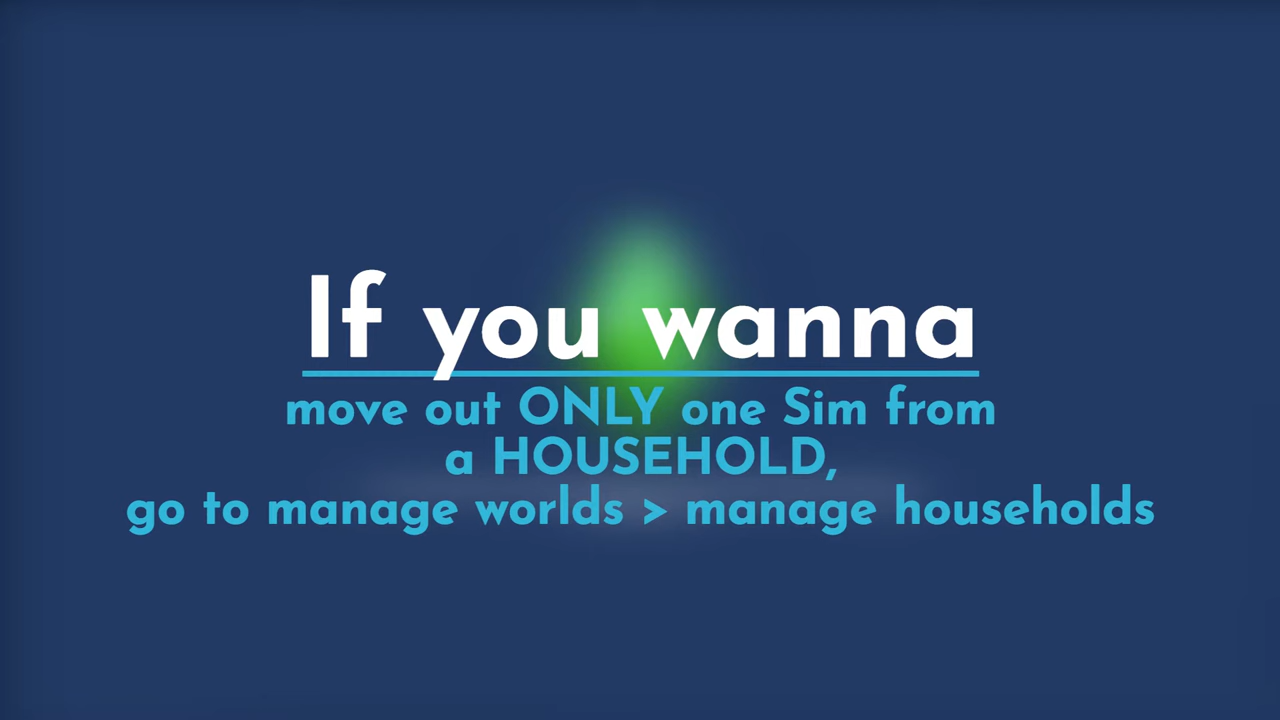 If you wanna
move out ONLY one Sim from
a HOUSEHOLD,
go to manage worlds > manage households